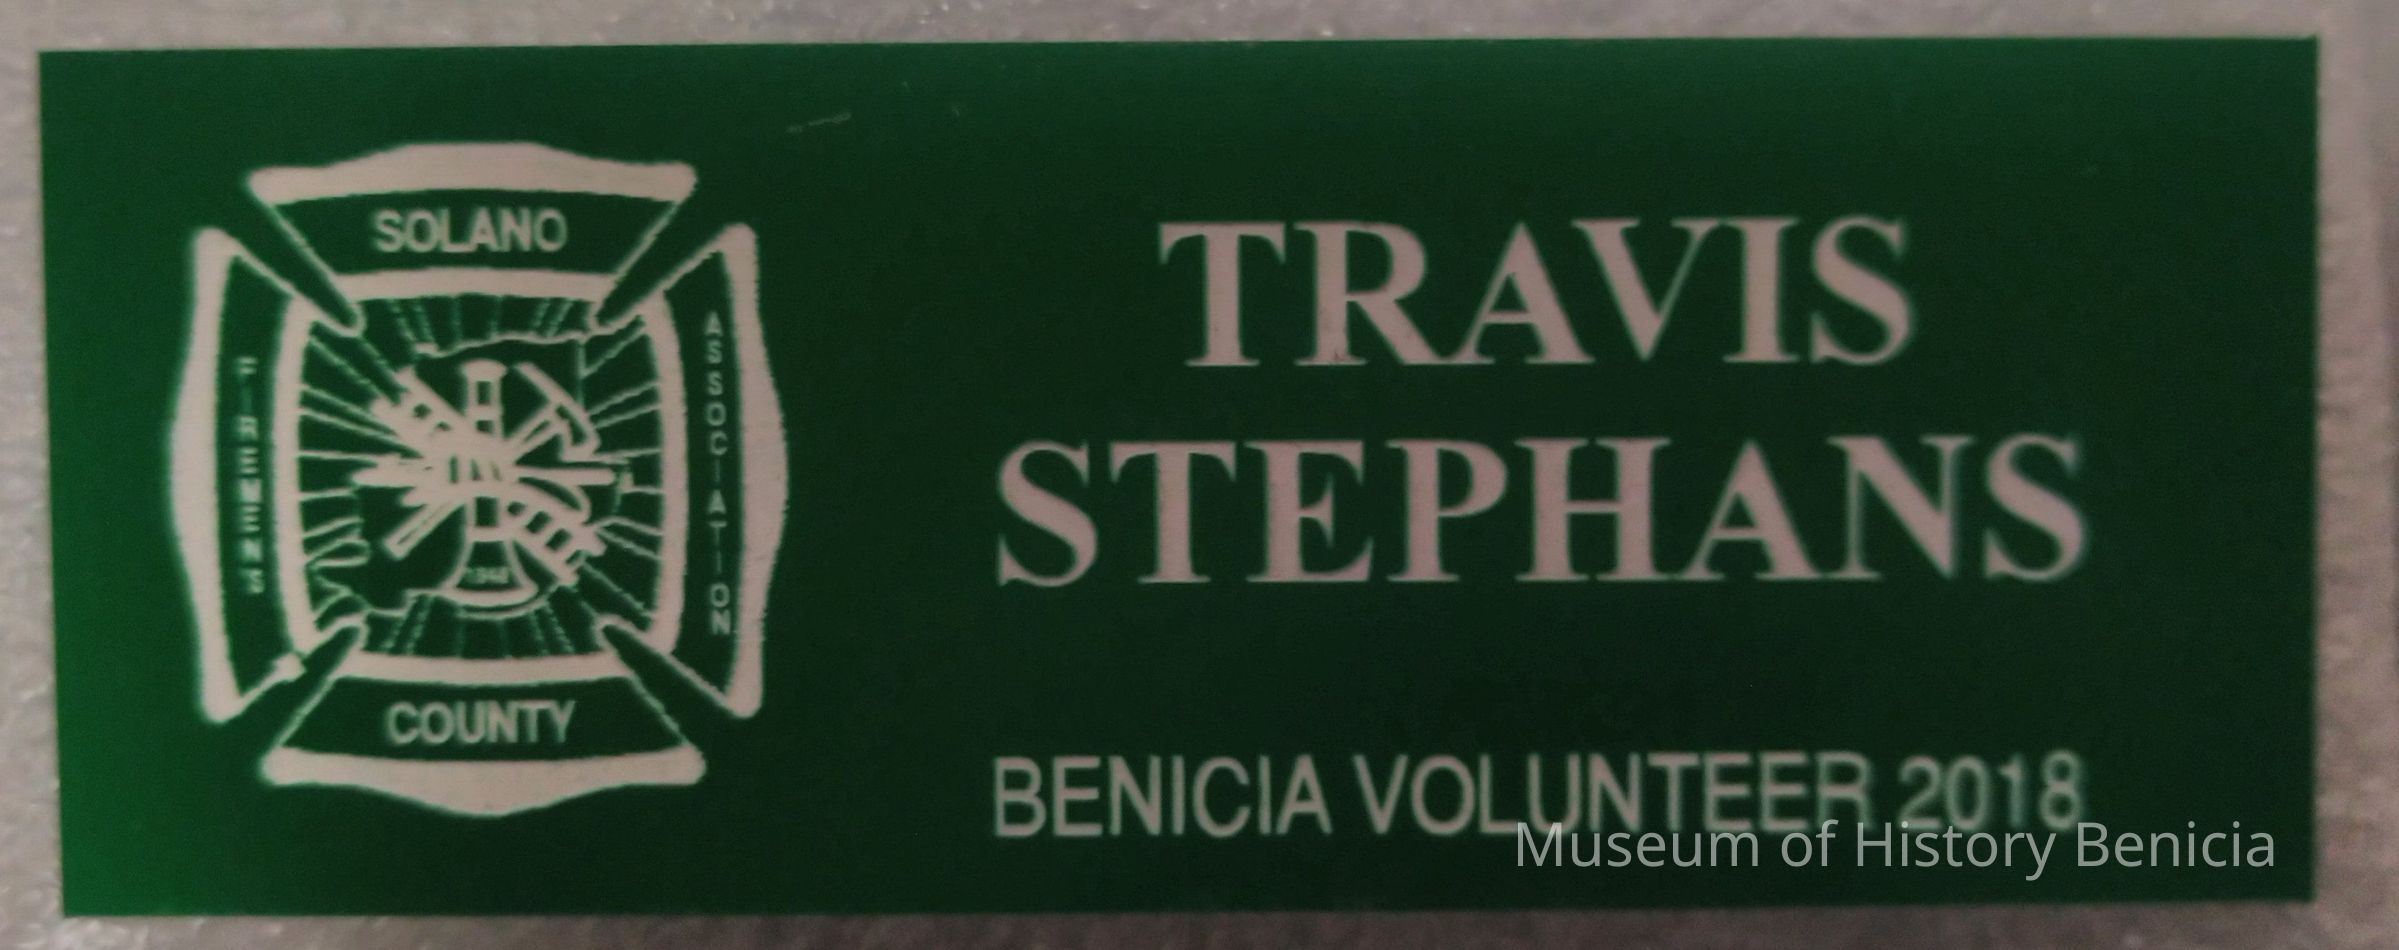 SOLANO
FIREMENS
ASSOCIATION
COUNTY
TRAVIS
STEPHANS
BENICIA VOLUNTEER 2018
Museum of History Benicia